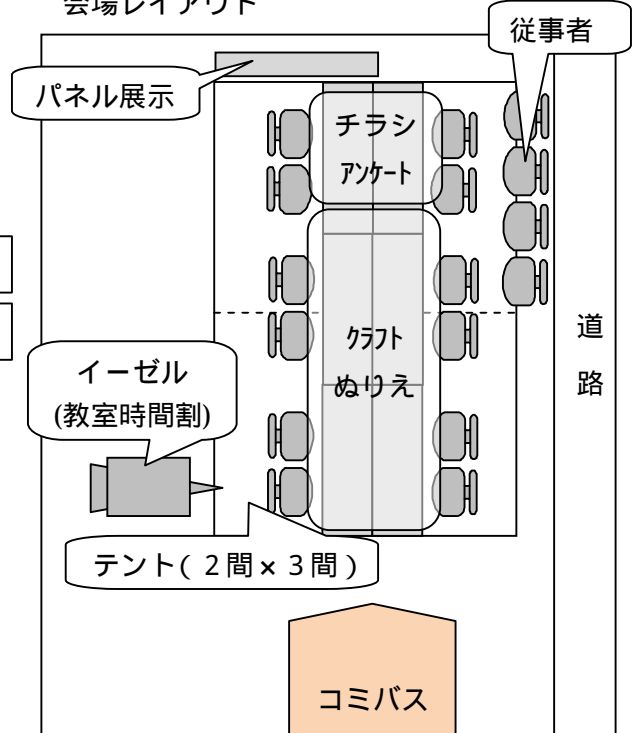 会場レイアウト
従事者
パネル展示
チラシ
アンケート
道路
クラフト
ぬりえ
イーゼル
(教室時間割)
テント(２間×３間)
コミバス